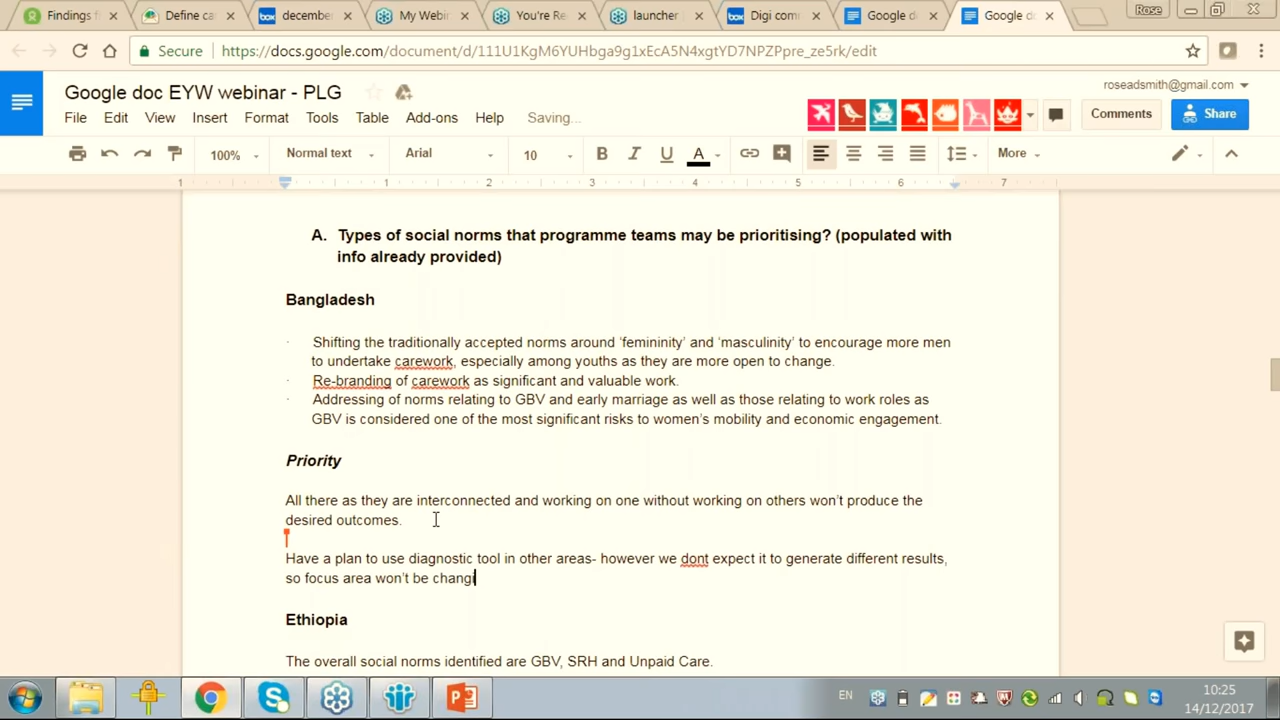 Findings f
Define ca
decembe
My Webi
You're Re
launcher
Digi com
Google d
Google d
Rose
Secure
https://docs.google.com/document/d/111U1KgM6YUHbga9g1xEcA5N4xgtYD7NPZPpre_ze5rk/edit
Google doc EYW webinar - PLG
roseadsmith@gmail.com
File Edit View Insert Format Tools Table Add-ons Help Saving...
Comments
Share
100% Normal text Arial 10 B I U A More
1 1 2 3 4 5 6 7
A. Types of social norms that programme teams may be prioritising? (populated with
info already provided)
Bangladesh
· Shifting the traditionally accepted norms around ‘femininity’ and ‘masculinity’ to encourage more men
to undertake carework, especially among youths as they are more open to change.
· Re-branding of carework as significant and valuable work.
· Addressing of norms relating to GBV and early marriage as well as those relating to work roles as
GBV is considered one of the most significant risks to women’s mobility and economic engagement.
Priority
All there as they are interconnected and working on one without working on others won’t produce the
desired outcomes.
Have a plan to use diagnostic tool in other areas- however we dont expect it to generate different results,
so focus area won’t be changi
Ethiopia
The overall social norms identified are GBV, SRH and Unpaid Care.
EN
10:25
14/12/2017